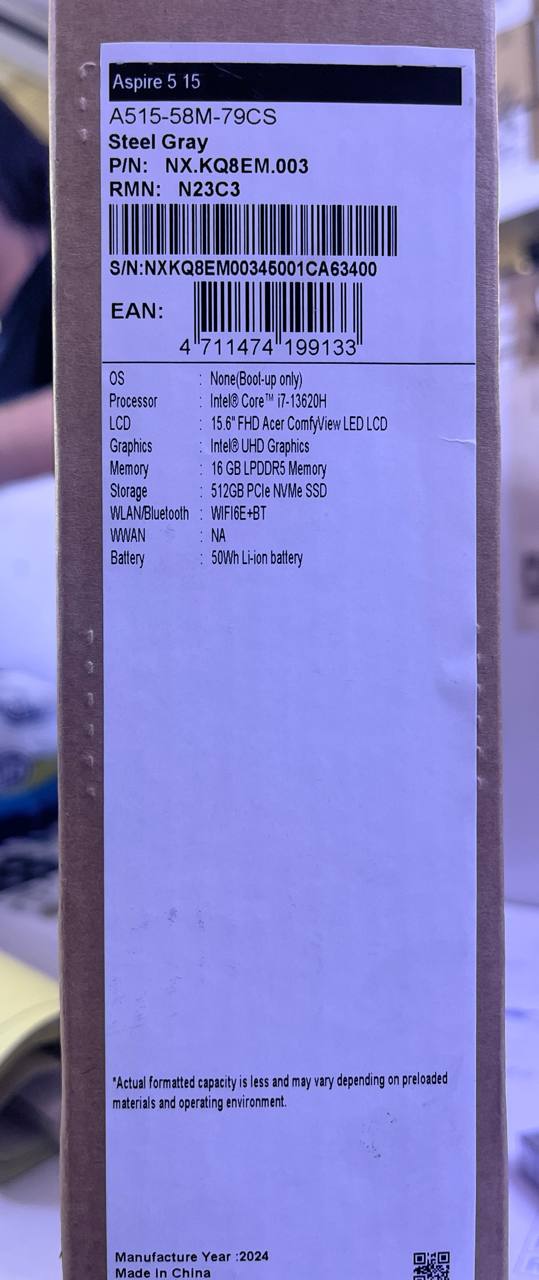 Aspire 5 15
A515-58M-79CS
Steel Gray
P/N: NX.KQ8EM.003
RMN: N23C3
S/N:NXKQ8EM00345001CA63400
EAN:
4 711474 199133
OS : None(Boot-up only)
Processor : Intel® Core™ i7-13620H
LCD : 15.6" FHD Acer ComfyView LED LCD
Graphics : Intel® UHD Graphics
Memory : 16 GB LPDDR5 Memory
Storage : 512GB PCIe NVMe SSD
WLAN/Bluetooth : WIFI6E+BT
WWAN : NA
Battery : 50Wh Li-ion battery
*Actual formatted capacity is less and may vary depending on preloaded
materials and operating environment.
Manufacture Year :2024
Made in China